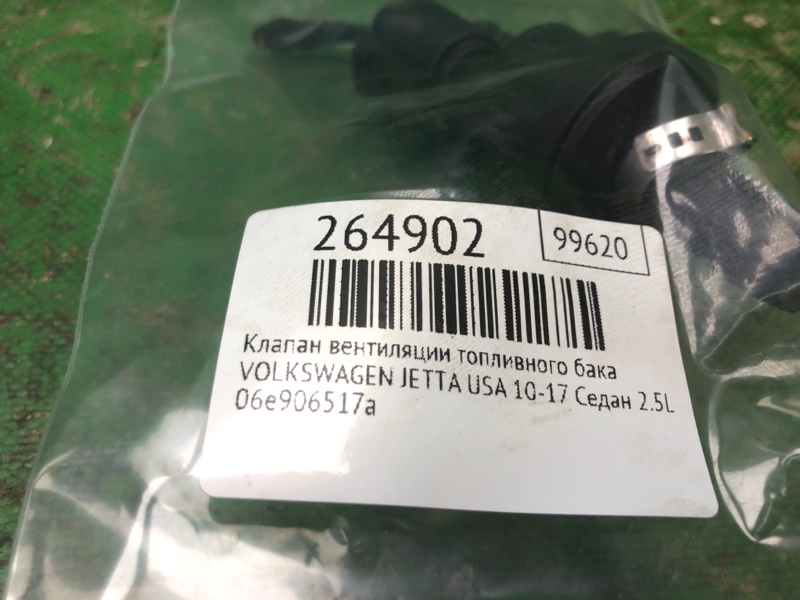 264902
99620
Клапан вентиляции топливного бака
VOLKSWAGEN JETTA USA 10-17 Седан 2.5L
06e906517a